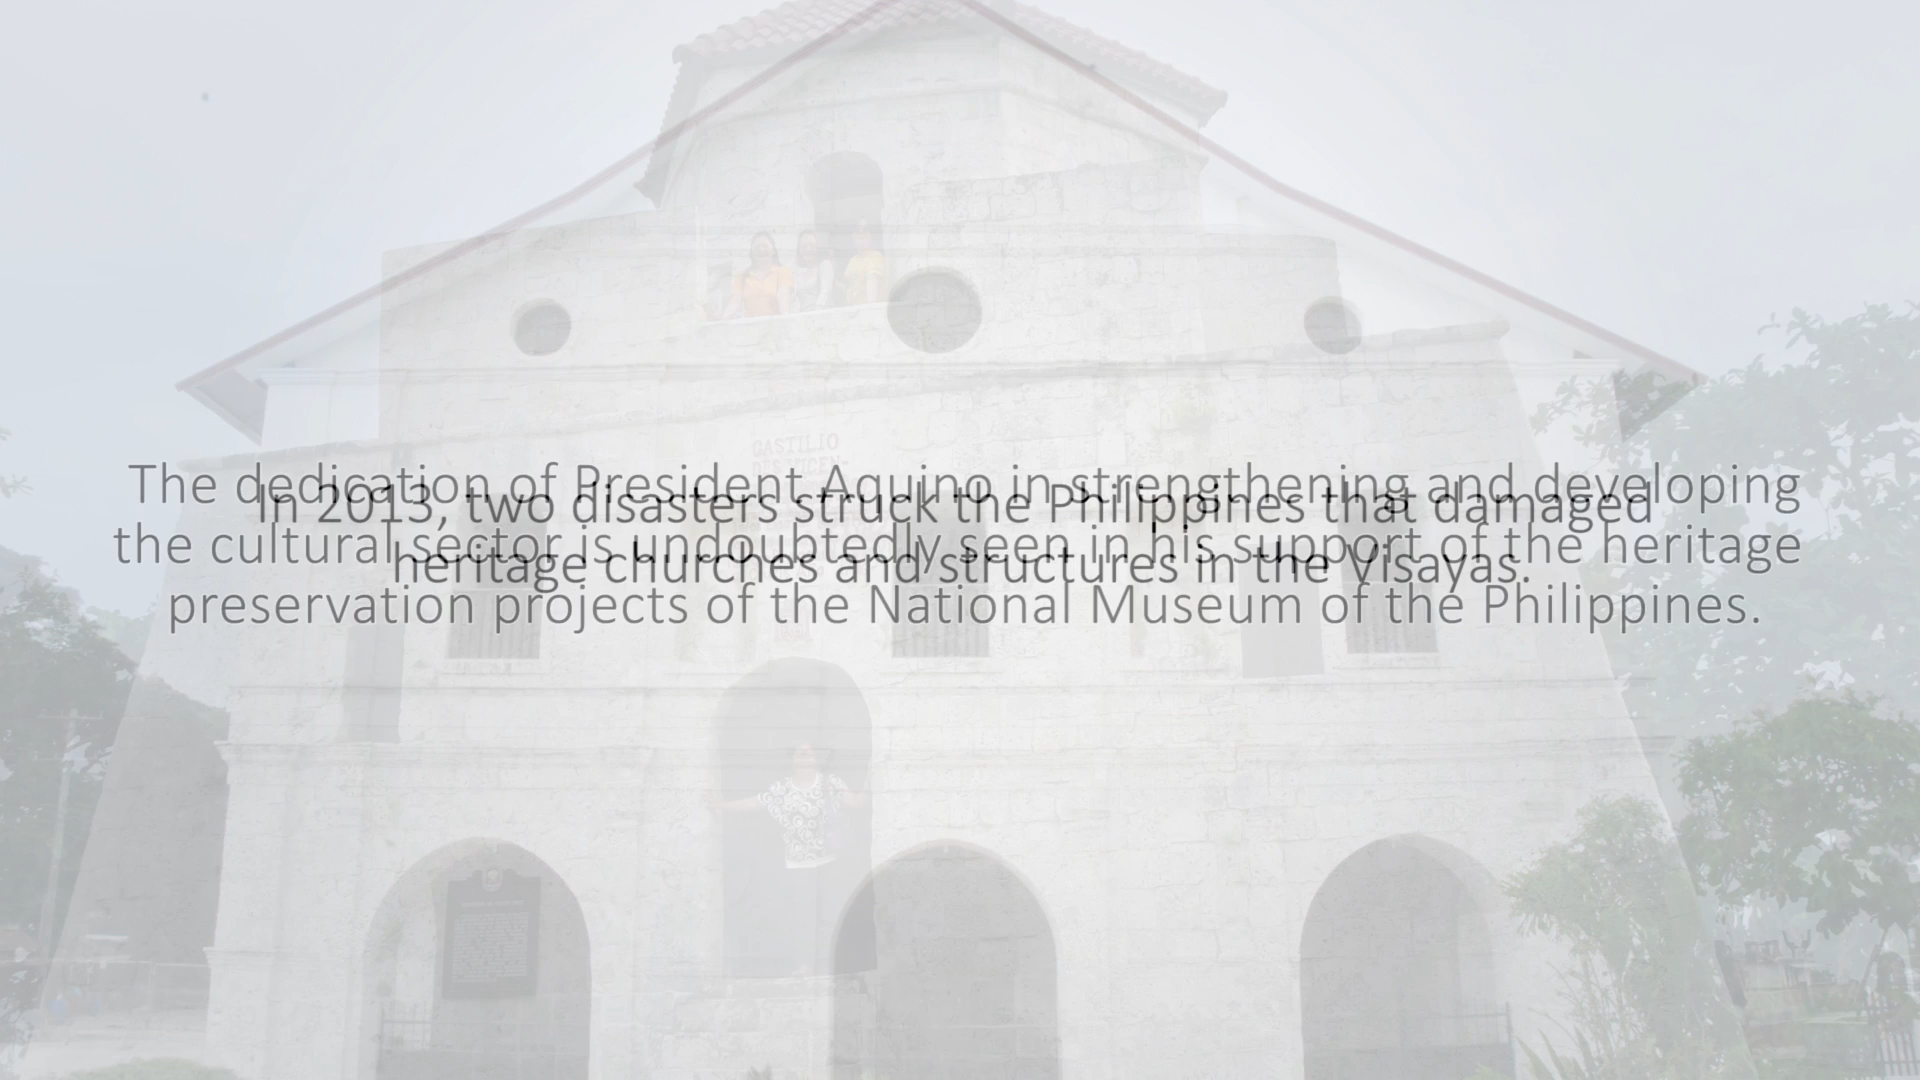 CASTILIO
The dedication of President Aquino in strengthening and developing
the cultural sector is undoubtedly seen in his support of the heritage
preservation projects of the National Museum of the Philippines.
In 2013, two disasters struck the Philippines that damaged
heritage churches and structures in the Visayas.